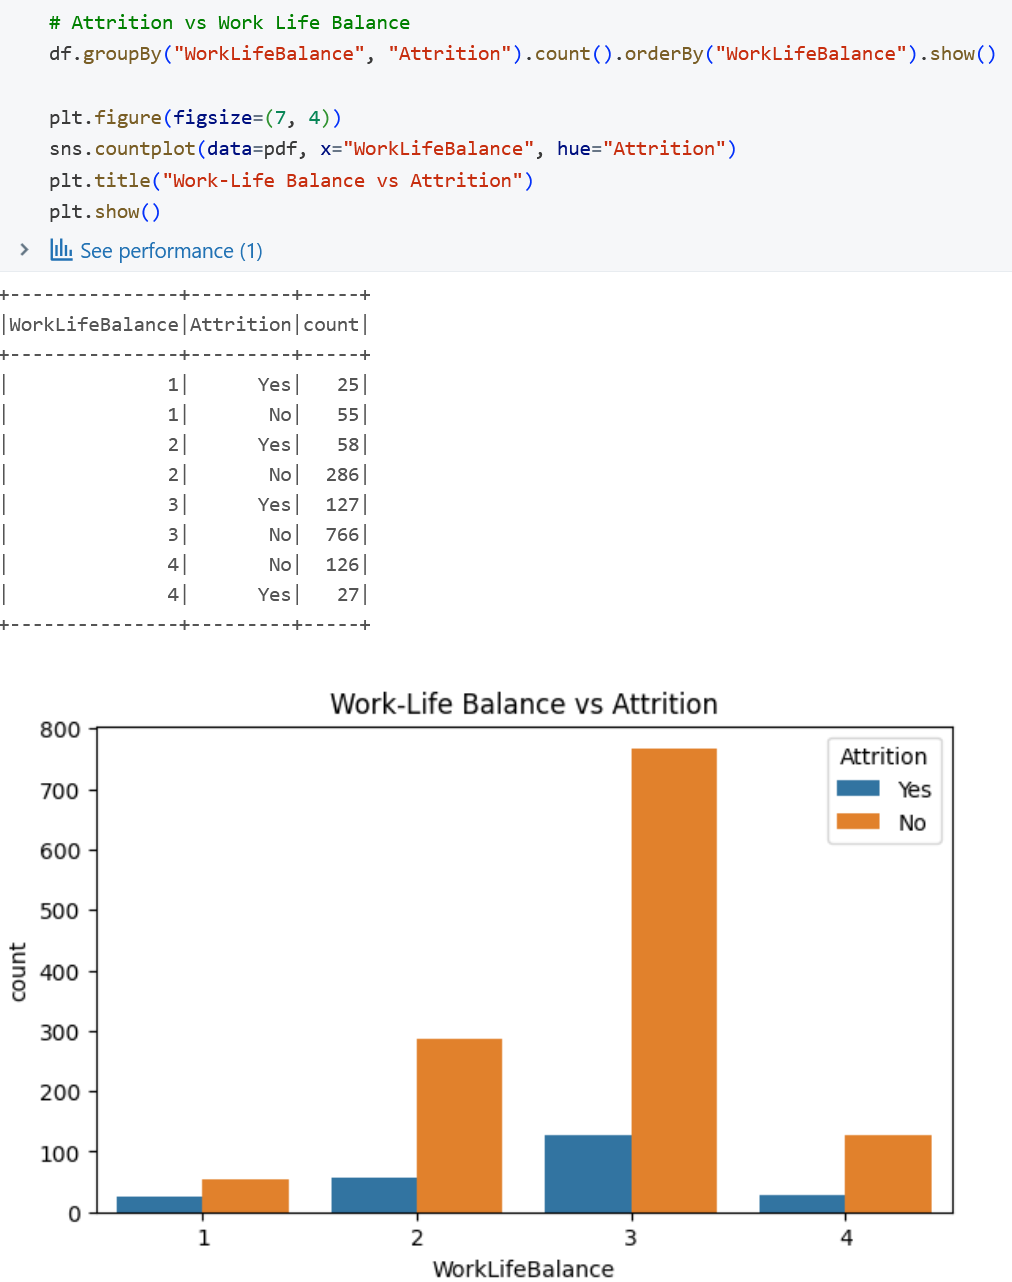 # Attrition vs Work Life Balance
df.groupBy("WorkLifeBalance", "Attrition").count().orderBy("WorkLifeBalance").show()
plt.figure(figsize=(7, 4))
sns.countplot(data=pdf, x="WorkLifeBalance", hue="Attrition")
plt.title("Work-Life Balance vs Attrition")
plt.show()
See performance (1)
+---------------+---------+-----+
|WorkLifeBalance|Attrition|count|
+---------------+---------+-----+
|              1|      Yes|   25|
|              1|       No|   55|
|              2|      Yes|   58|
|              2|       No|  286|
|              3|      Yes|  127|
|              3|       No|  766|
|              4|       No|  126|
|              4|      Yes|   27|
+---------------+---------+-----+
Work-Life Balance vs Attrition
Attrition
Yes
No
800
700
600
500
400
300
200
100
0
count
1 2 3 4
WorkLifeBalance